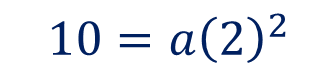 10 = a(2)²